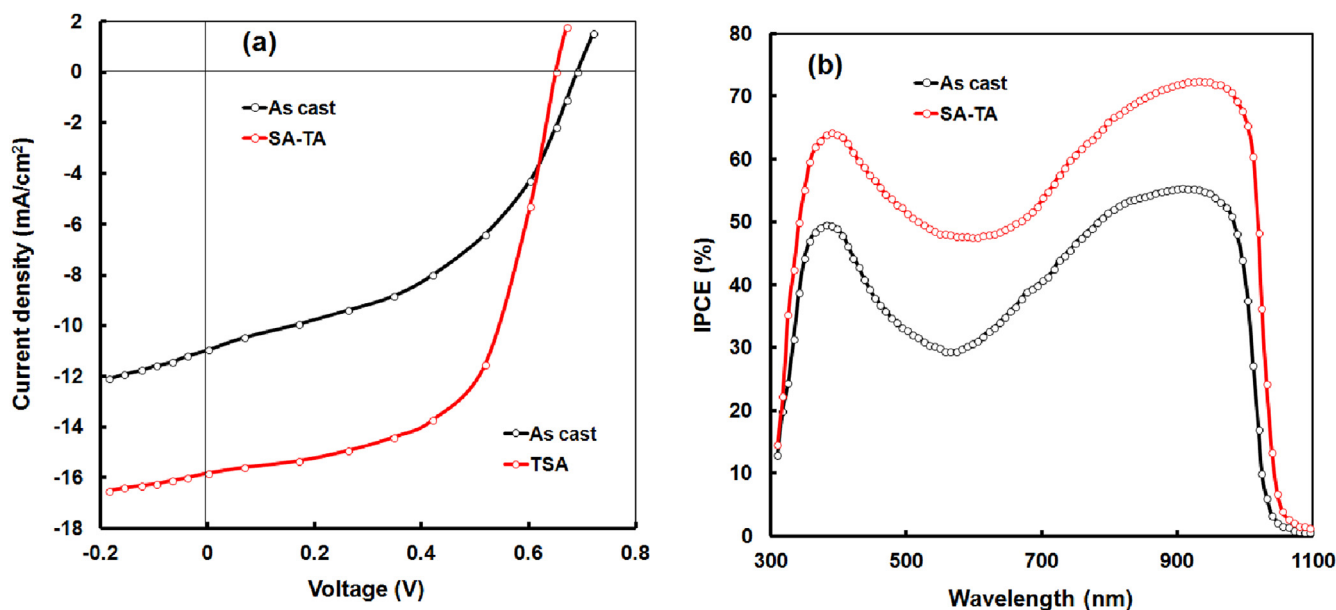 (a)
As cast
SA-TA
As cast
TSA
2
0
-2
-4
-6
-8
-10
-12
-14
-16
-18
-0.2 0 0.2 0.4 0.6 0.8
Current density (mA/cm²)
Voltage (V)
(b)
As cast
SA-TA
80
70
60
50
40
30
20
10
0
300 500 700 900 1100
IPCE (%)
Wavelength (nm)